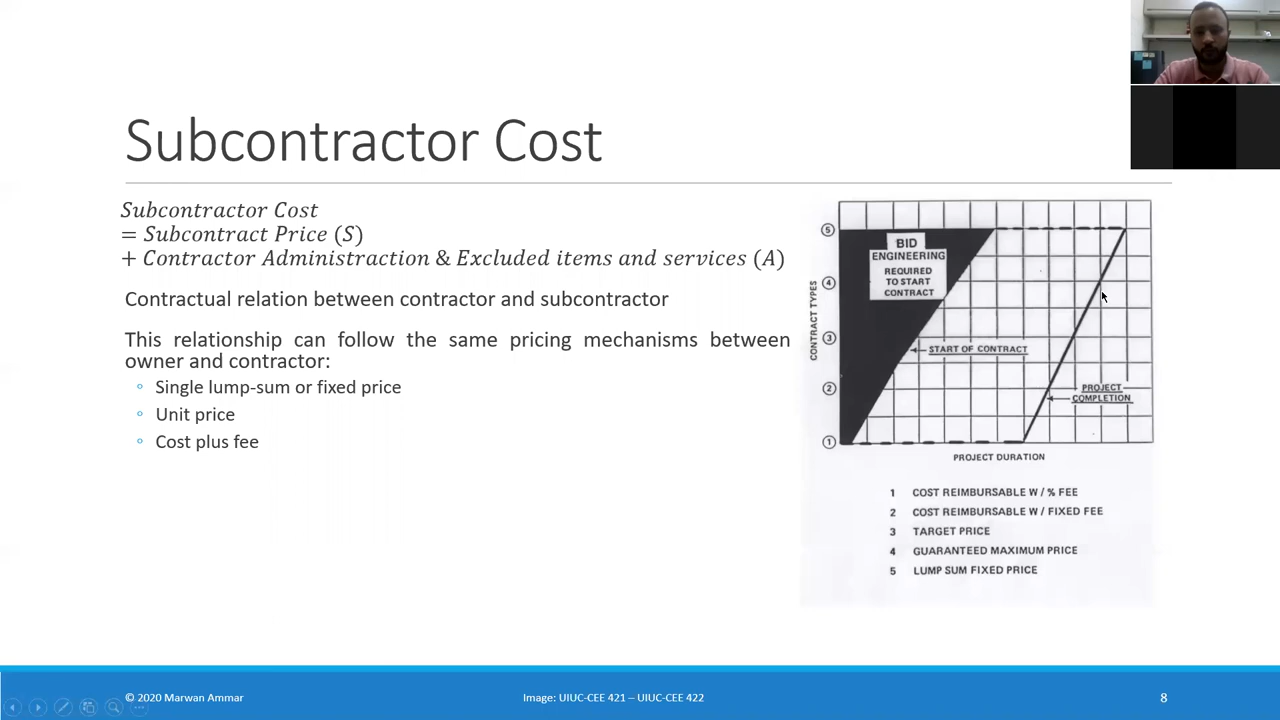 Subcontractor Cost
Subcontractor Cost
= Subcontract Price (S)
+ Contractor Administraction & Excluded items and services (A)
Contractual relation between contractor and subcontractor
This relationship can follow the same pricing mechanisms between
owner and contractor:
Single lump-sum or fixed price
Unit price
Cost plus fee
CONTRACT TYPES
5
4
3
2
1
BID
ENGINEERING
REQUIRED
TO START
CONTRACT
START OF CONTRACT
PROJECT
COMPLETION
PROJECT DURATION
1 COST REIMBURSABLE W / % FEE
2 COST REIMBURSABLE W / FIXED FEE
3 TARGET PRICE
4 GUARANTEED MAXIMUM PRICE
5 LUMP SUM FIXED PRICE
© 2020 Marwan Ammar
Image: UIUC-CEE 421 – UIUC-CEE 422
8